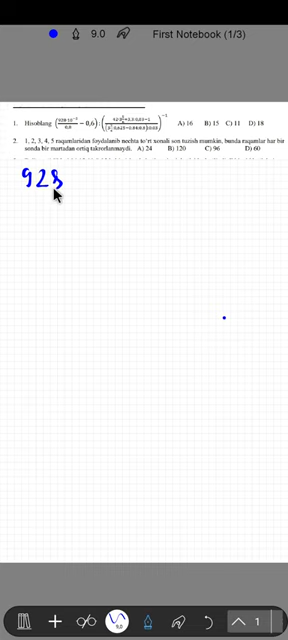 9.0 First Notebook (1/3)
1. Hisoblang A) 16 B) 15 C) 11 D) 18
2. 1, 2, 3, 4, 5 raqamlaridan foydalanib nechta to'rt xonali son tuzish mumkin, bunda raqamlar har bir
sonda bir martadan ortiq takrorlanmaydi. A) 24 B) 120 C) 96 D) 60
928
9.0
1